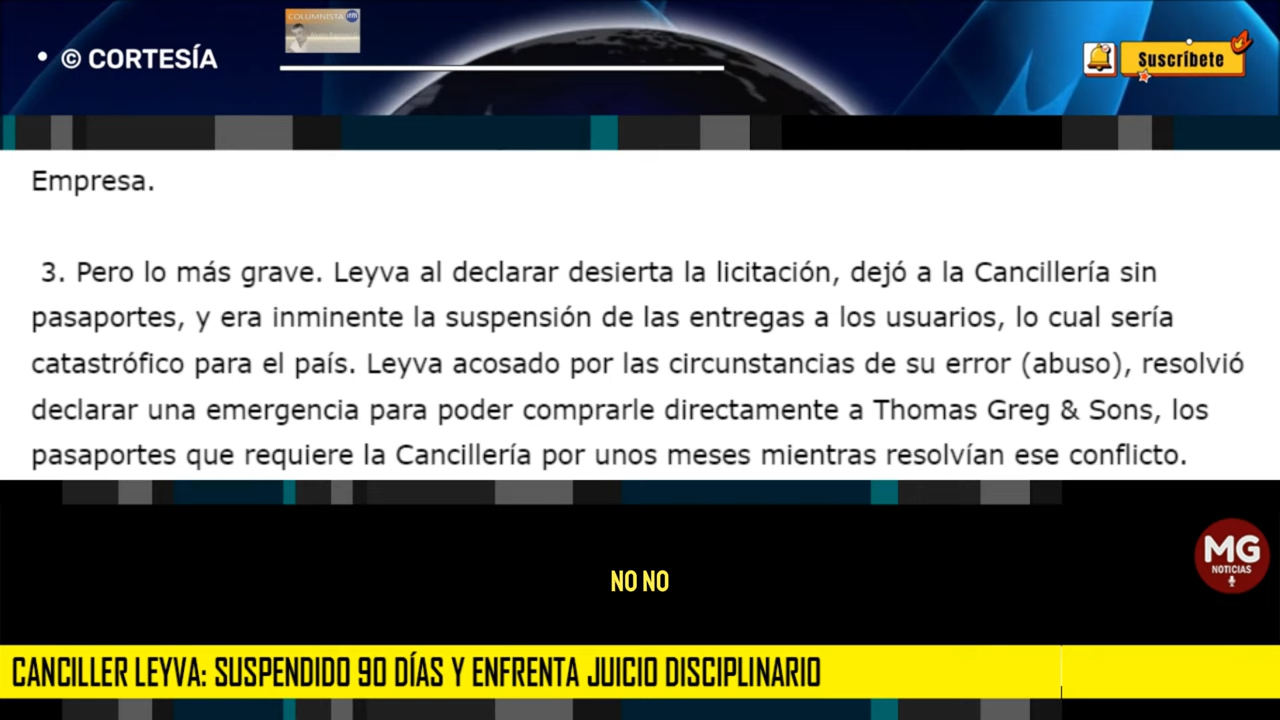 COLUMNISTA ifm
• © CORTESÍA
Suscríbete
Empresa.
3. Pero lo más grave. Leyva al declarar desierta la licitación, dejó a la Cancillería sin
pasaportes, y era inminente la suspensión de las entregas a los usuarios, lo cual sería
catastrófico para el país. Leyva acosado por las circunstancias de su error (abuso), resolvió
declarar una emergencia para poder comprarle directamente a Thomas Greg & Sons, los
pasaportes que requiere la Cancillería por unos meses mientras resolvían ese conflicto.
MG
NOTICIAS
NO NO
CANCILLER LEYVA: SUSPENDIDO 90 DÍAS Y ENFRENTA JUICIO DISCIPLINARIO